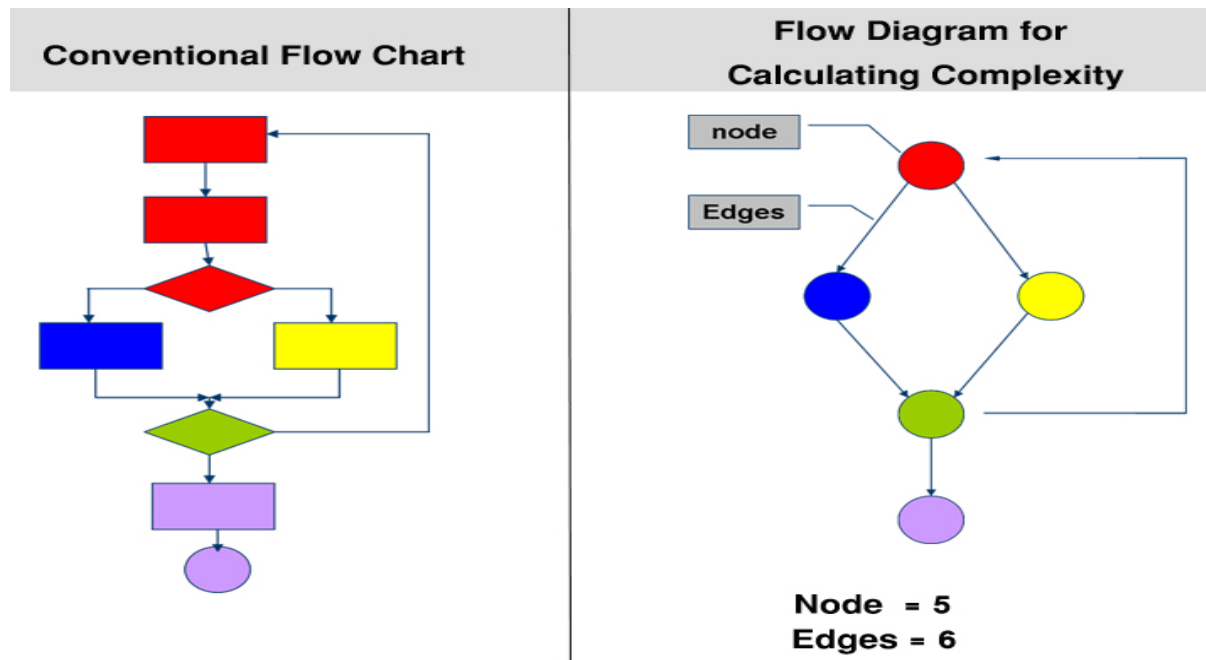 Conventional Flow Chart
Flow Diagram for
Calculating Complexity
node
Edges
Node = 5
Edges = 6